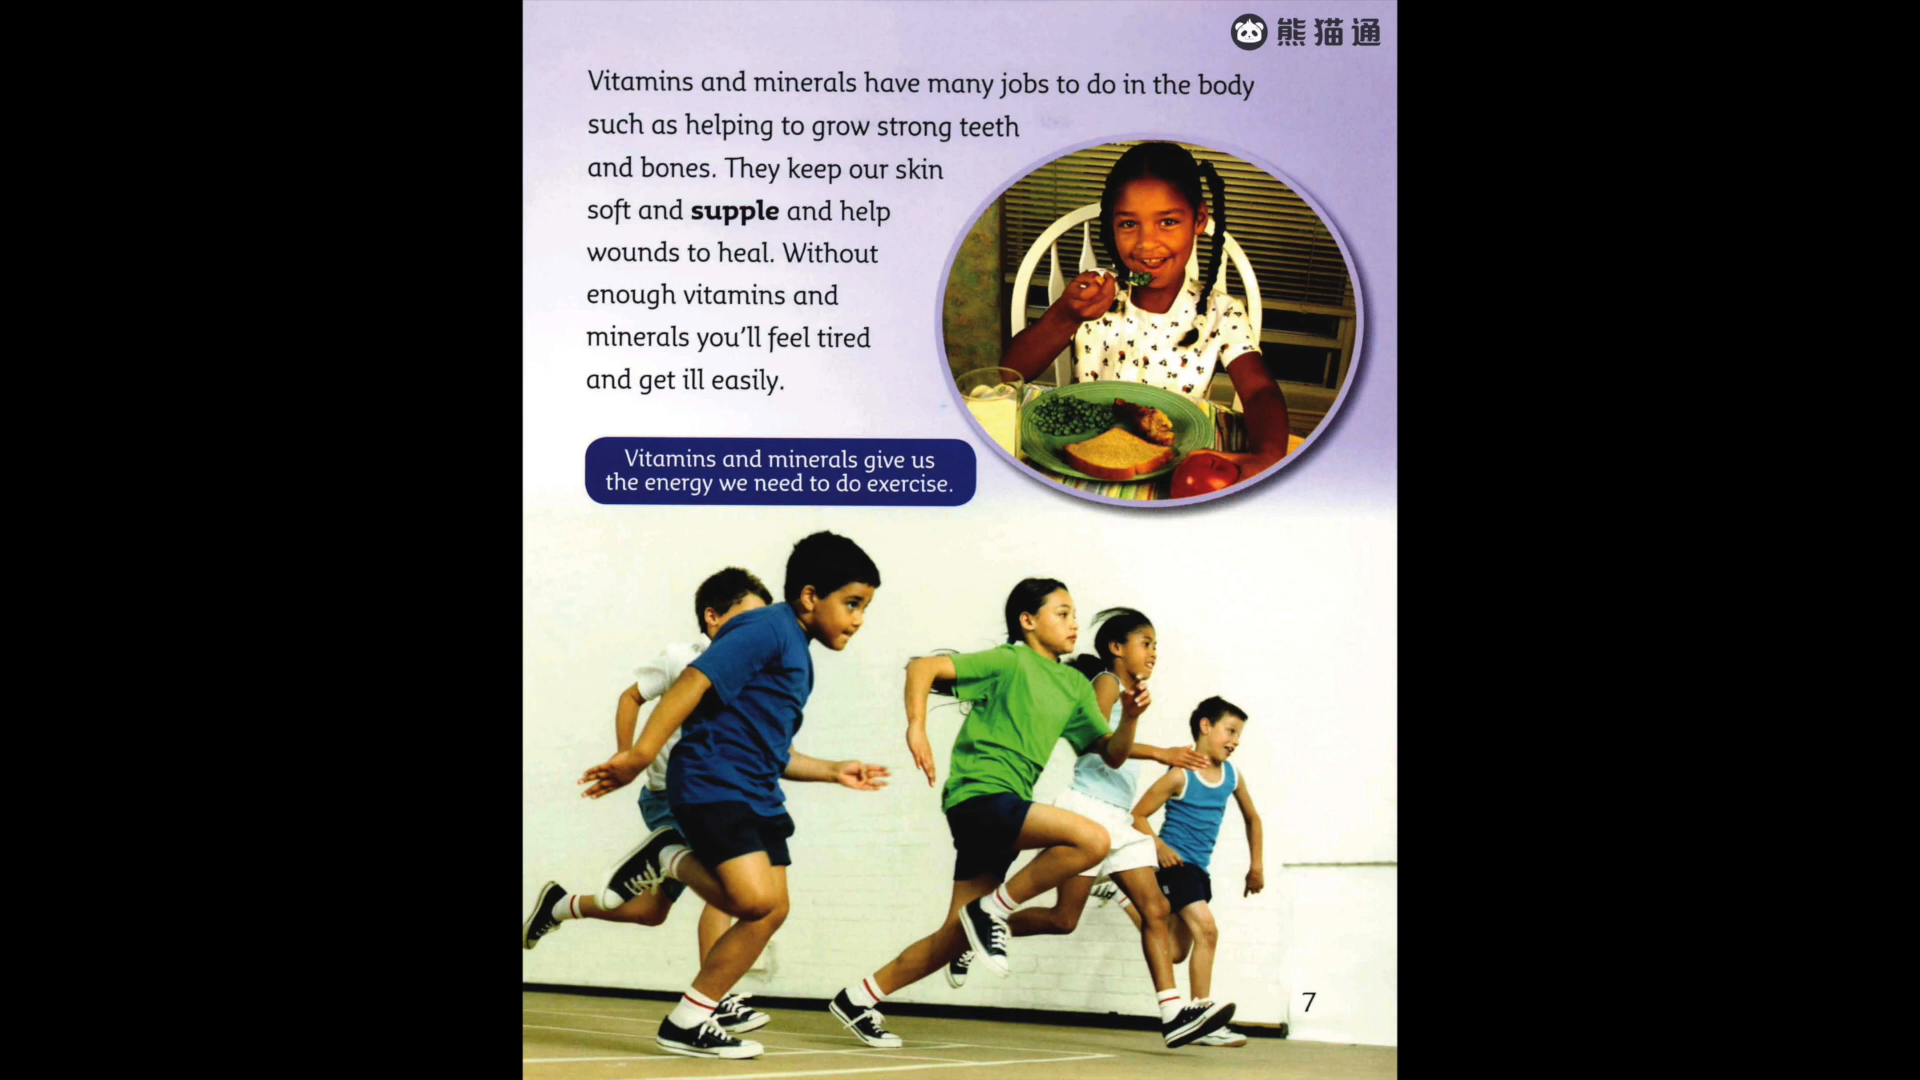 熊猫通
Vitamins and minerals have many jobs to do in the body
such as helping to grow strong teeth
and bones. They keep our skin
soft and supple and help
wounds to heal. Without
enough vitamins and
minerals you'll feel tired
and get ill easily.
Vitamins and minerals give us
the energy we need to do exercise.
7